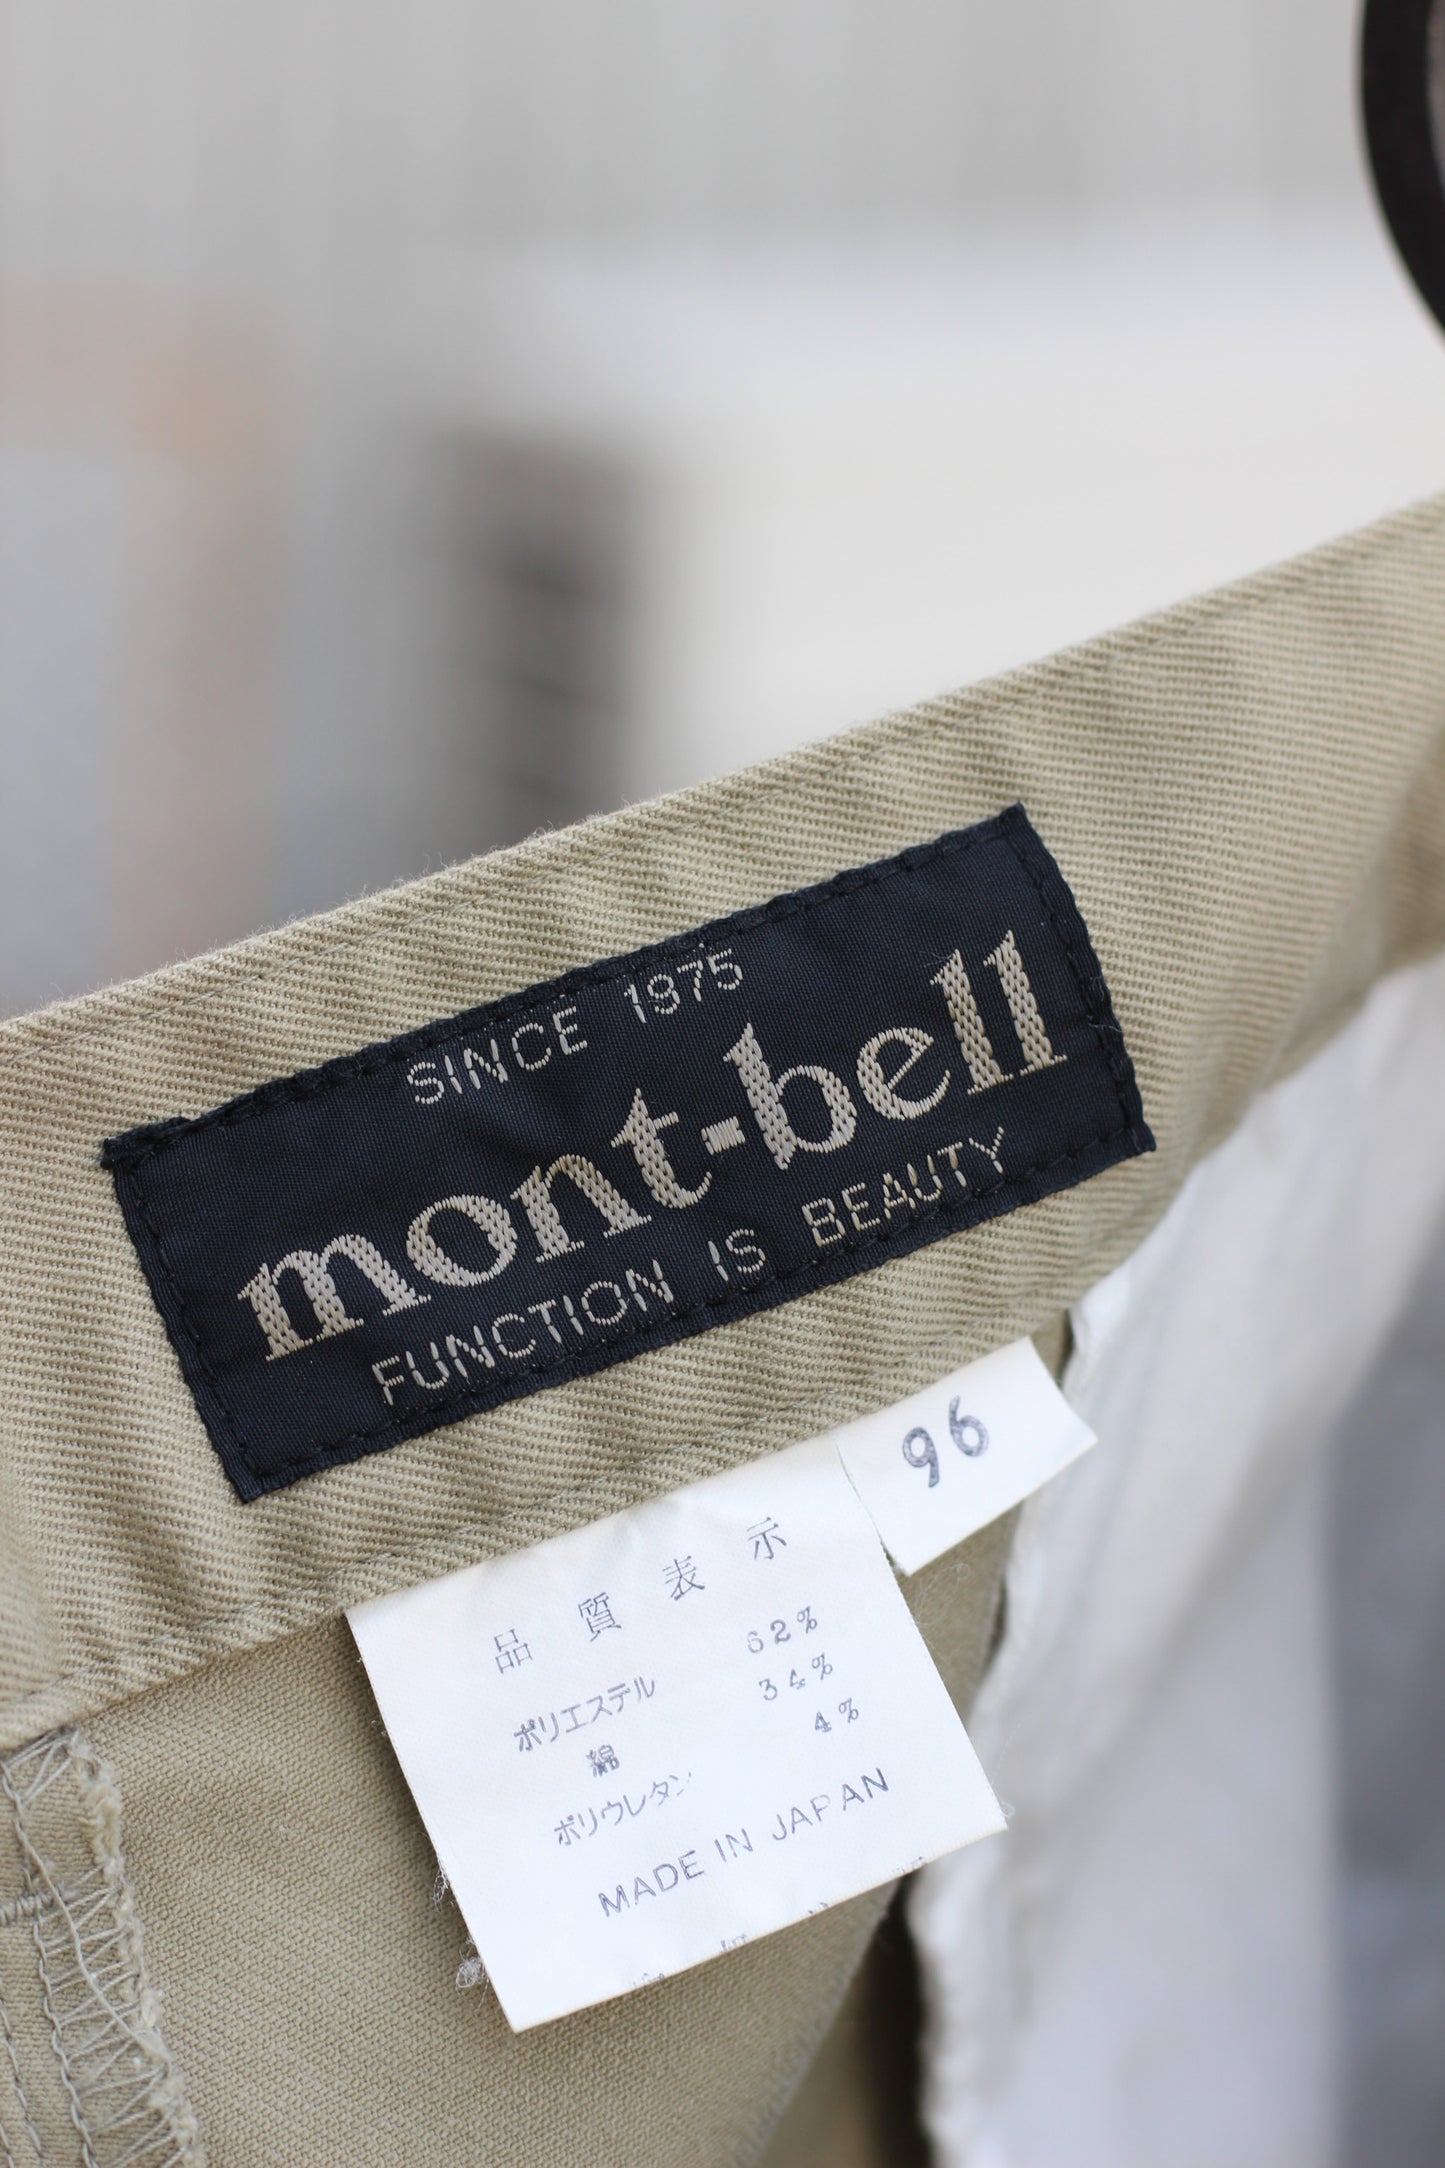 SINCE 1975
mont-bell
FUNCTION IS BEAUTY
96
品質表示
ポリエステル 62%
綿 34%
ポリウレタン 4%
MADE IN JAPAN